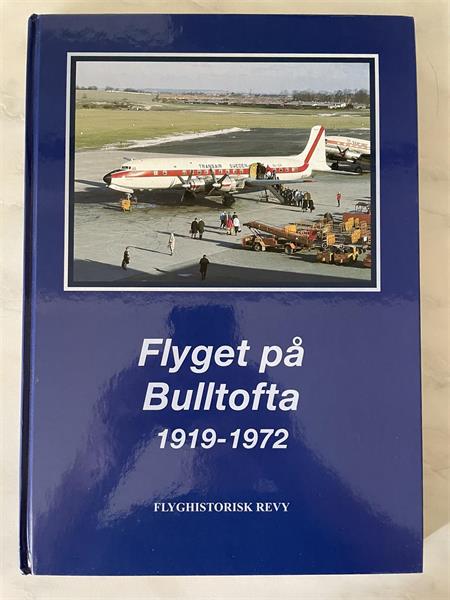 TRANSAIR SWEDEN
Flyget på
Bulltofta
1919-1972
FLYGHISTORISK REVY